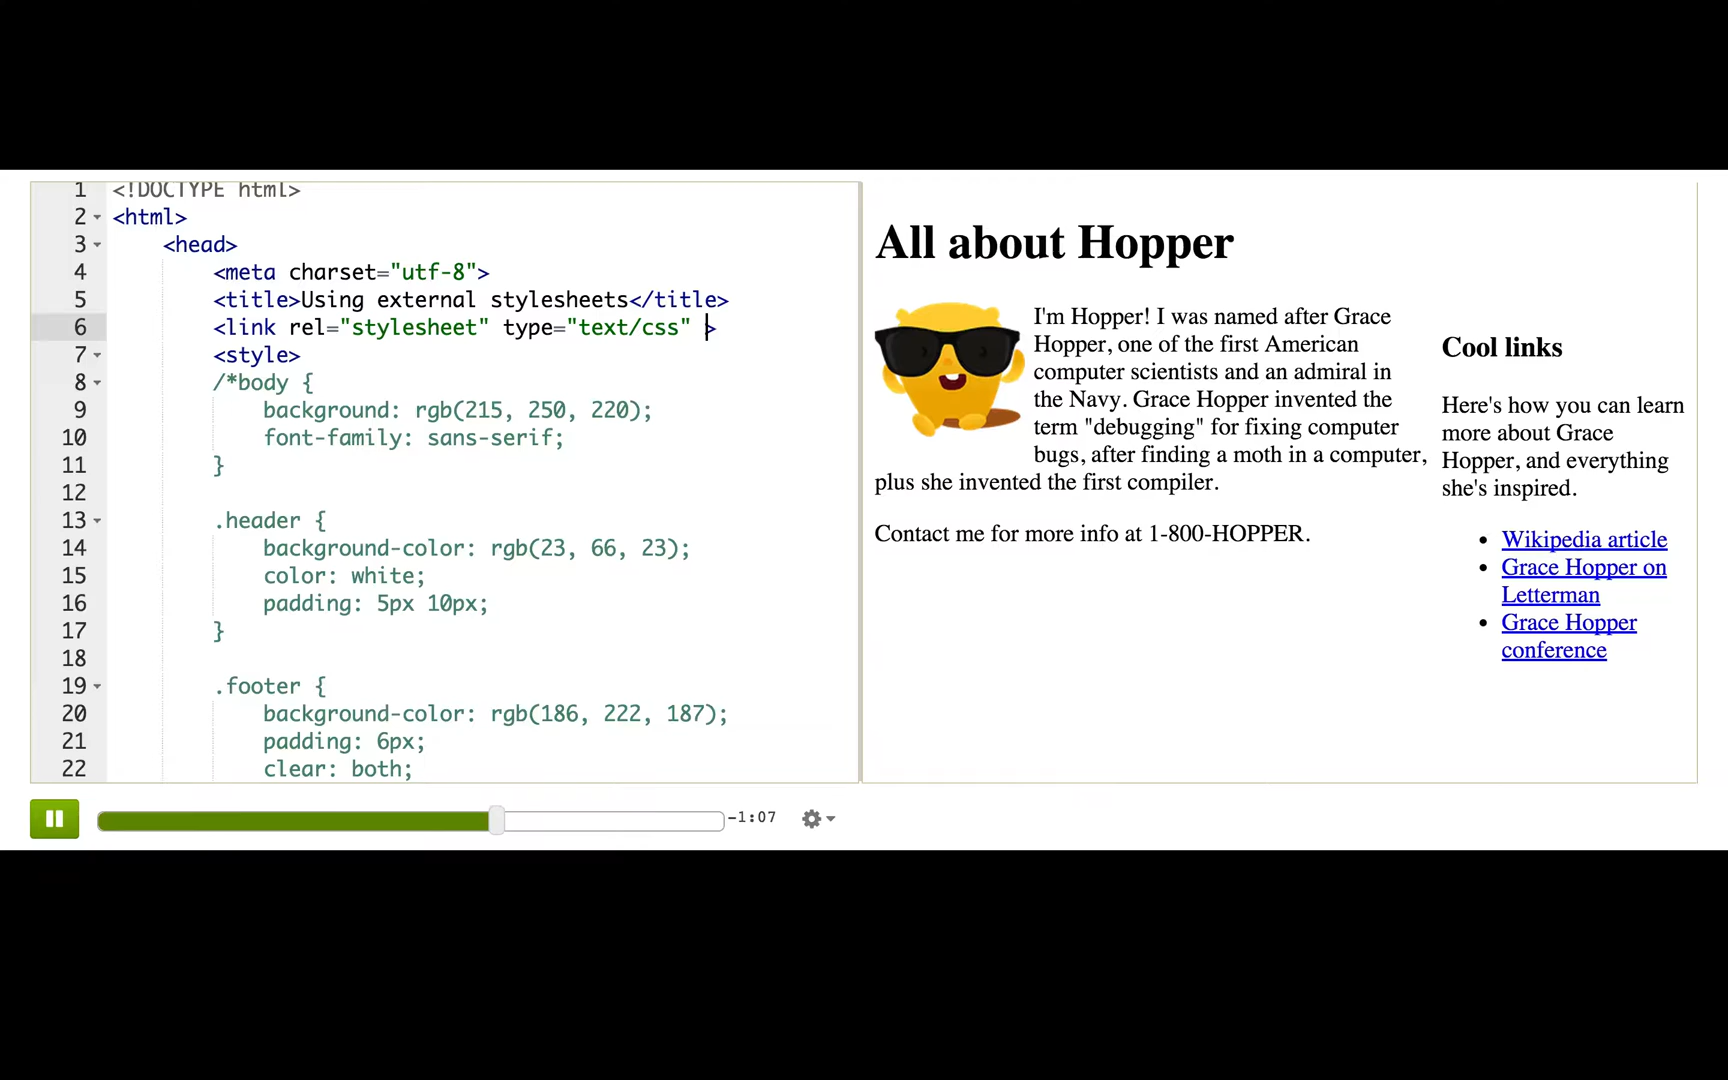 1 <!DOCTYPE html>
2 <html>
3 <head>
4 <meta charset="utf-8">
5 <title>Using external stylesheets</title>
6 <link rel="stylesheet" type="text/css" >
7 <style>
8 /*body {
9 background: rgb(215, 250, 220);
10 font-family: sans-serif;
11 }
12
13 .header {
14 background-color: rgb(23, 66, 23);
15 color: white;
16 padding: 5px 10px;
17 }
18
19 .footer {
20 background-color: rgb(186, 222, 187);
21 padding: 6px;
22 clear: both;
All about Hopper
I'm Hopper! I was named after Grace
Hopper, one of the first American
computer scientists and an admiral in
the Navy. Grace Hopper invented the
term "debugging" for fixing computer
bugs, after finding a moth in a computer,
plus she invented the first compiler.
Contact me for more info at 1-800-HOPPER.
Cool links
Here's how you can learn
more about Grace
Hopper, and everything
she's inspired.
Wikipedia article
Grace Hopper on
Letterman
Grace Hopper
conference
-1:07